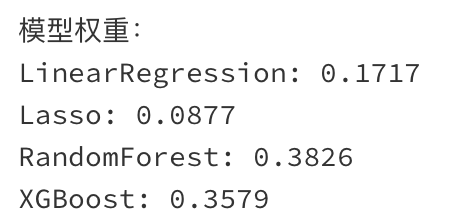 模型权重:
LinearRegression: 0.1717
Lasso: 0.0877
RandomForest: 0.3826
XGBoost: 0.3579